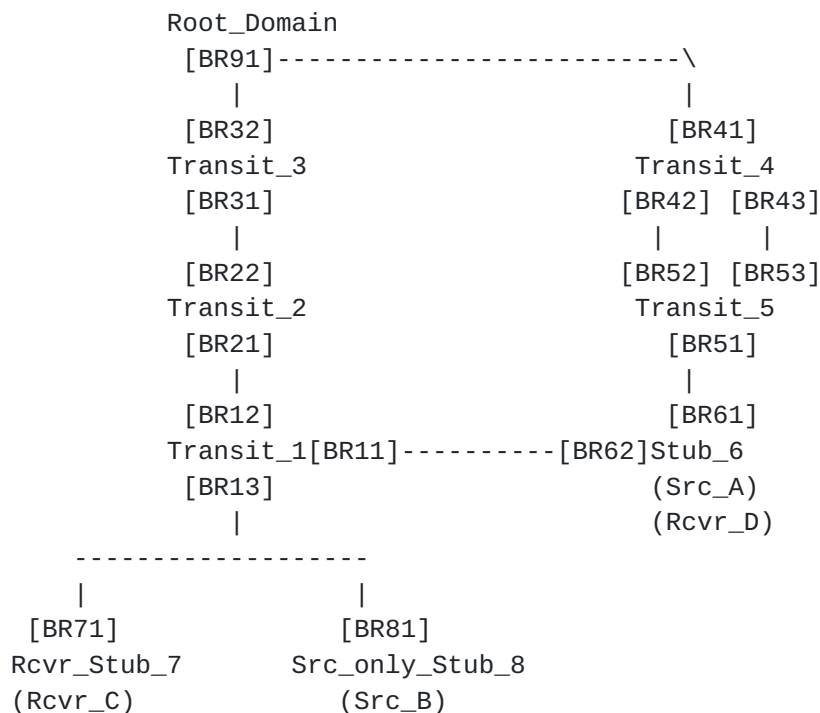 Root_Domain
[BR91]--------------------------\
|                             |
[BR32]                          [BR41]
Transit_3                     Transit_4
[BR31]                       [BR42] [BR43]
|                           |      |
[BR22]                       [BR52] [BR53]
Transit_2                     Transit_5
[BR21]                          [BR51]
|                             |
[BR12]                          [BR61]
Transit_1[BR11]----------[BR62]Stub_6
[BR13]                         (Src_A)
|                           (Rcvr_D)
-------------------
|                  |
[BR71]              [BR81]
Rcvr_Stub_7       Src_only_Stub_8
(Rcvr_C)             (Src_B)